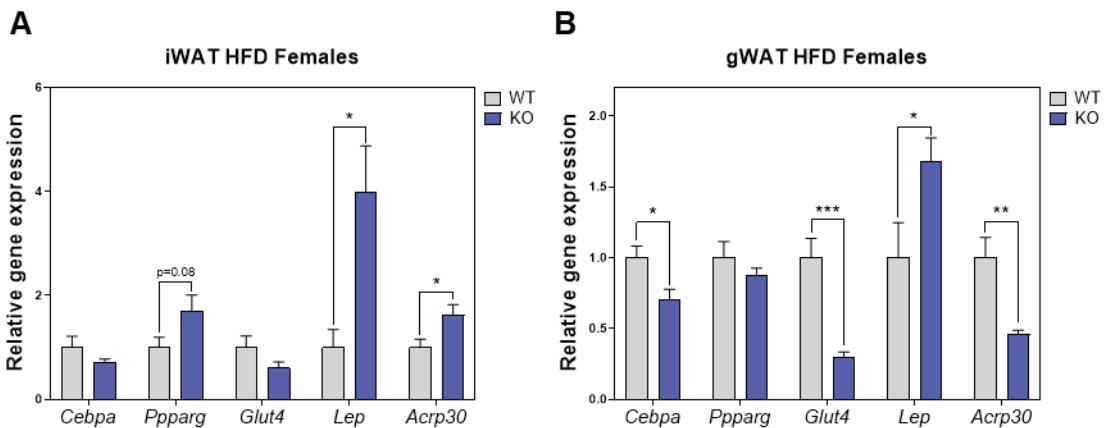 A
iWAT HFD Females
Relative gene expression
6
4
2
0
p=0.08
*
*
WT
KO
Cebpa Ppparg Glut4 Lep Acrp30
B
gWAT HFD Females
Relative gene expression
2.0
1.5
1.0
0.5
0.0
*
***
*
**
WT
KO
Cebpa Ppparg Glut4 Lep Acrp30